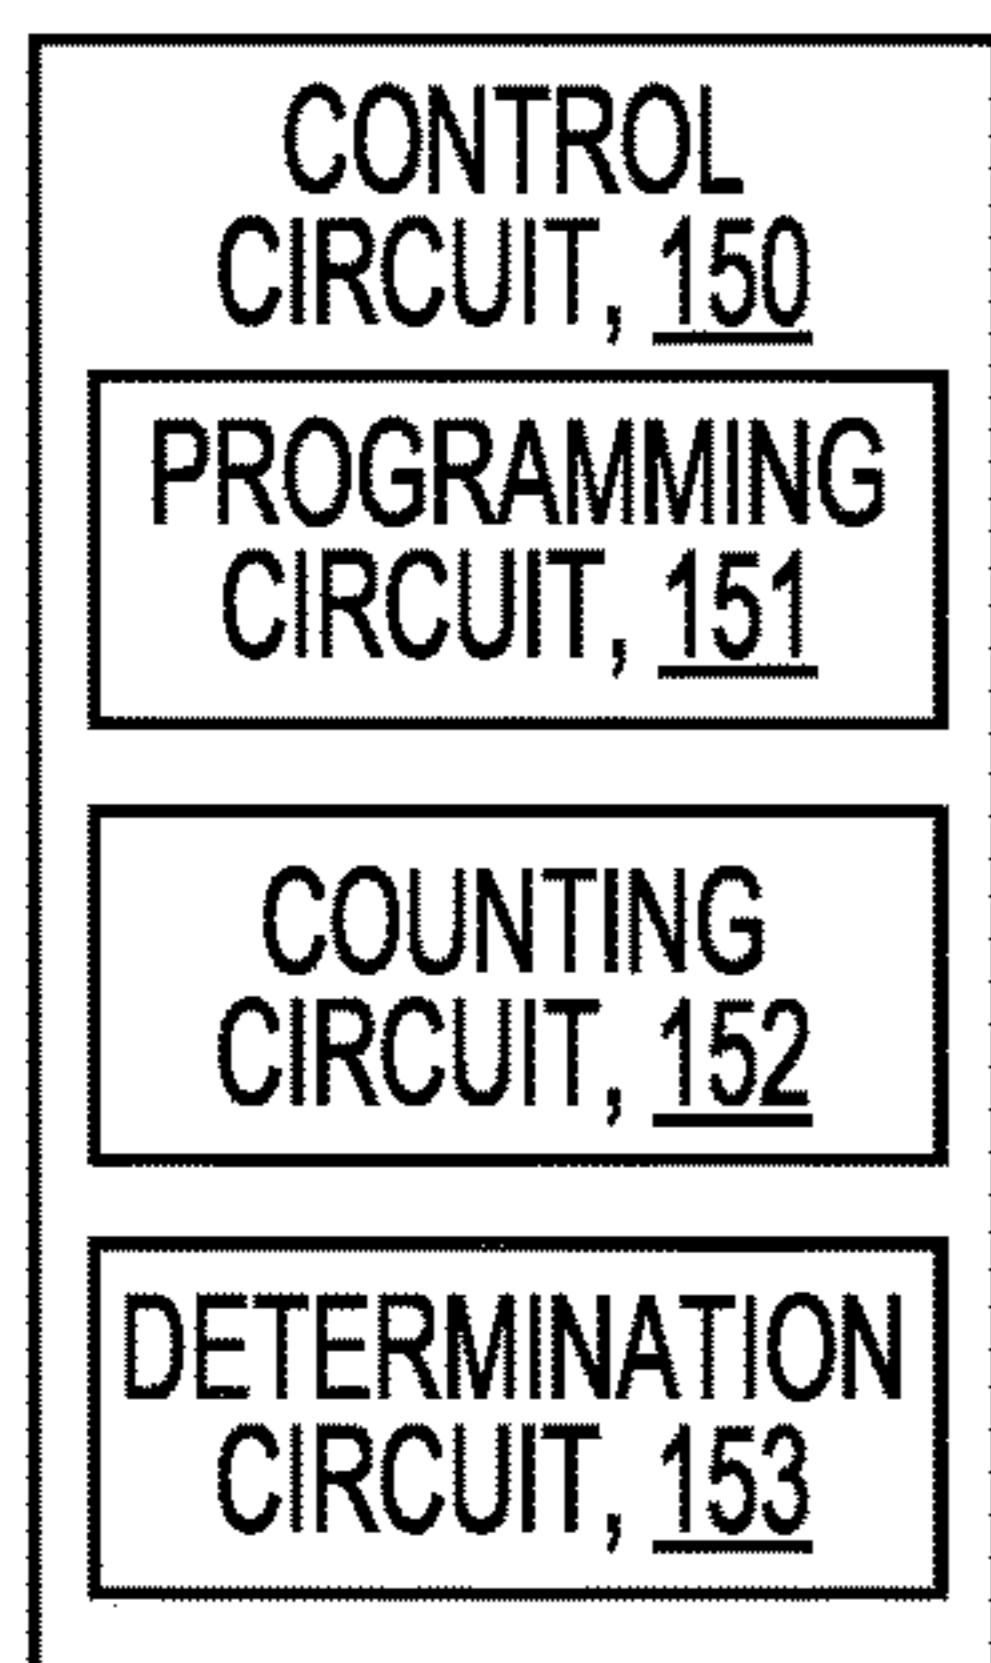 CONTROL
CIRCUIT, 150
PROGRAMMING
CIRCUIT, 151
COUNTING
CIRCUIT, 152
DETERMINATION
CIRCUIT, 153